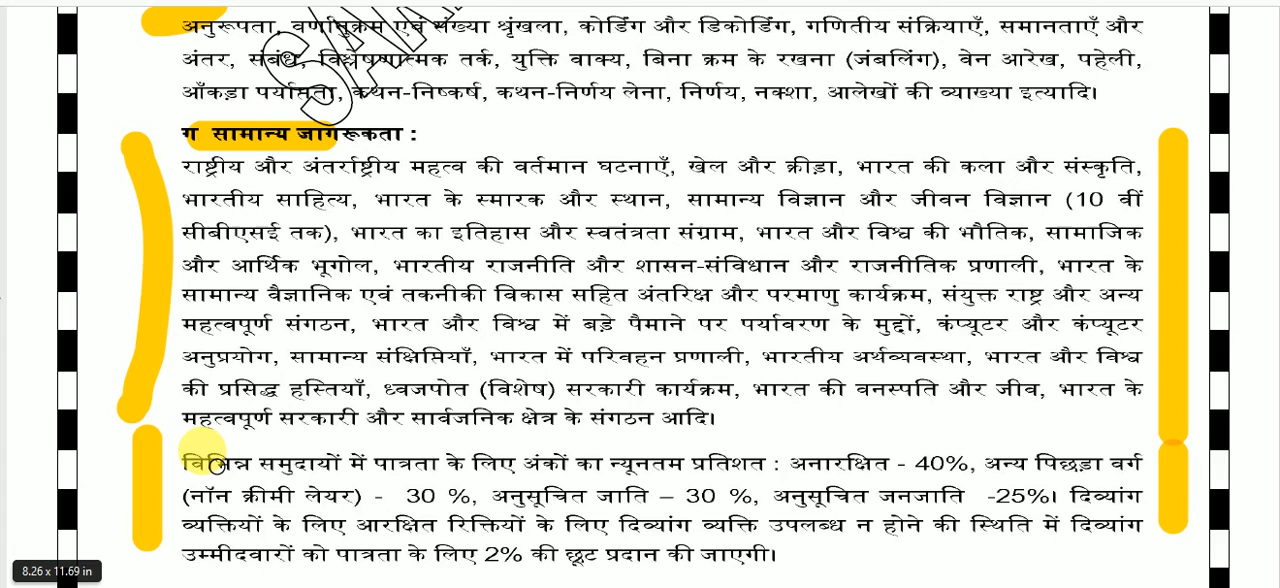 अनुरूपता, वर्णानुक्रम एवं संख्या श्रृंखला, कोडिंग और डिकोडिंग, गणितीय संक्रियाएँ, समानताएँ और
अंतर, संबंध, विश्लेषणात्मक तर्क, युक्ति वाक्य, बिना क्रम के रखना (जंबलिंग), वेन आरेख, पहेली,
आँकड़ा पर्याप्तता, कथन-निष्कर्ष, कथन-निर्णय लेना, निर्णय, नक्शा, आलेखों की व्याख्या इत्यादि।
ग सामान्य जागरूकता :
राष्ट्रीय और अंतर्राष्ट्रीय महत्व की वर्तमान घटनाएँ, खेल और क्रीड़ा, भारत की कला और संस्कृति,
भारतीय साहित्य, भारत के स्मारक और स्थान, सामान्य विज्ञान और जीवन विज्ञान (10 वीं
सीबीएसई तक), भारत का इतिहास और स्वतंत्रता संग्राम, भारत और विश्व की भौतिक, सामाजिक
और आर्थिक भूगोल, भारतीय राजनीति और शासन-संविधान और राजनीतिक प्रणाली, भारत के
सामान्य वैज्ञानिक एवं तकनीकी विकास सहित अंतरिक्ष और परमाणु कार्यक्रम, संयुक्त राष्ट्र और अन्य
महत्वपूर्ण संगठन, भारत और विश्व में बड़े पैमाने पर पर्यावरण के मुद्दों, कंप्यूटर और कंप्यूटर
अनुप्रयोग, सामान्य संक्षिप्तियाँ, भारत में परिवहन प्रणाली, भारतीय अर्थव्यवस्था, भारत और विश्व
की प्रसिद्ध हस्तियाँ, ध्वजपोत (विशेष) सरकारी कार्यक्रम, भारत की वनस्पति और जीव, भारत के
महत्वपूर्ण सरकारी और सार्वजनिक क्षेत्र के संगठन आदि।
विभिन्न समुदायों में पात्रता के लिए अंकों का न्यूनतम प्रतिशत : अनारक्षित - 40%, अन्य पिछड़ा वर्ग
(नॉन क्रीमी लेयर) - 30 %, अनुसूचित जाति – 30 %, अनुसूचित जनजाति -25%। दिव्यांग
व्यक्तियों के लिए आरक्षित रिक्तियों के लिए दिव्यांग व्यक्ति उपलब्ध न होने की स्थिति में दिव्यांग
उम्मीदवारों को पात्रता के लिए 2% की छूट प्रदान की जाएगी।
8.26 x 11.69 in